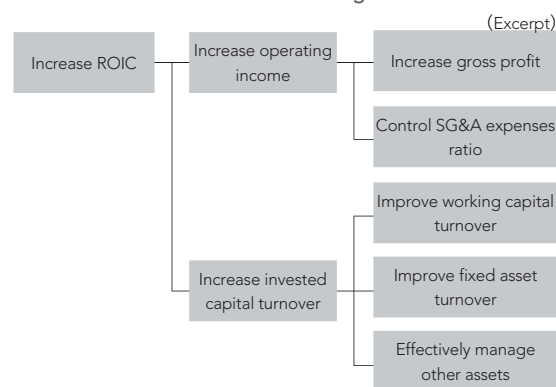 (Excerpt)
Increase ROIC
Increase operating
income
Increase gross profit
Control SG&A expenses
ratio
Increase invested
capital turnover
Improve working capital
turnover
Improve fixed asset
turnover
Effectively manage
other assets